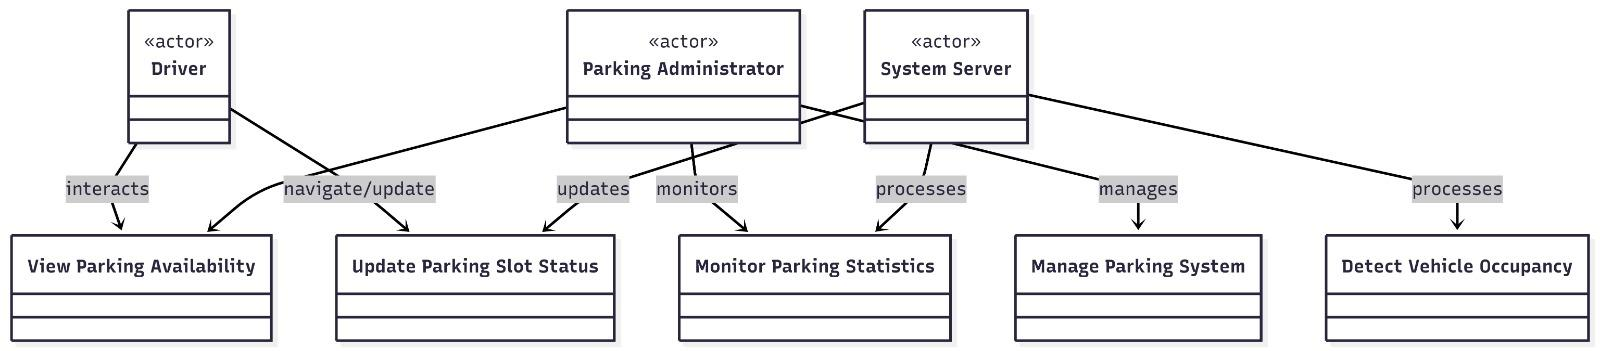 «actor»
Driver
«actor»
Parking Administrator
«actor»
System Server
interacts
navigate/update
updates
monitors
processes
manages
processes
View Parking Availability
Update Parking Slot Status
Monitor Parking Statistics
Manage Parking System
Detect Vehicle Occupancy